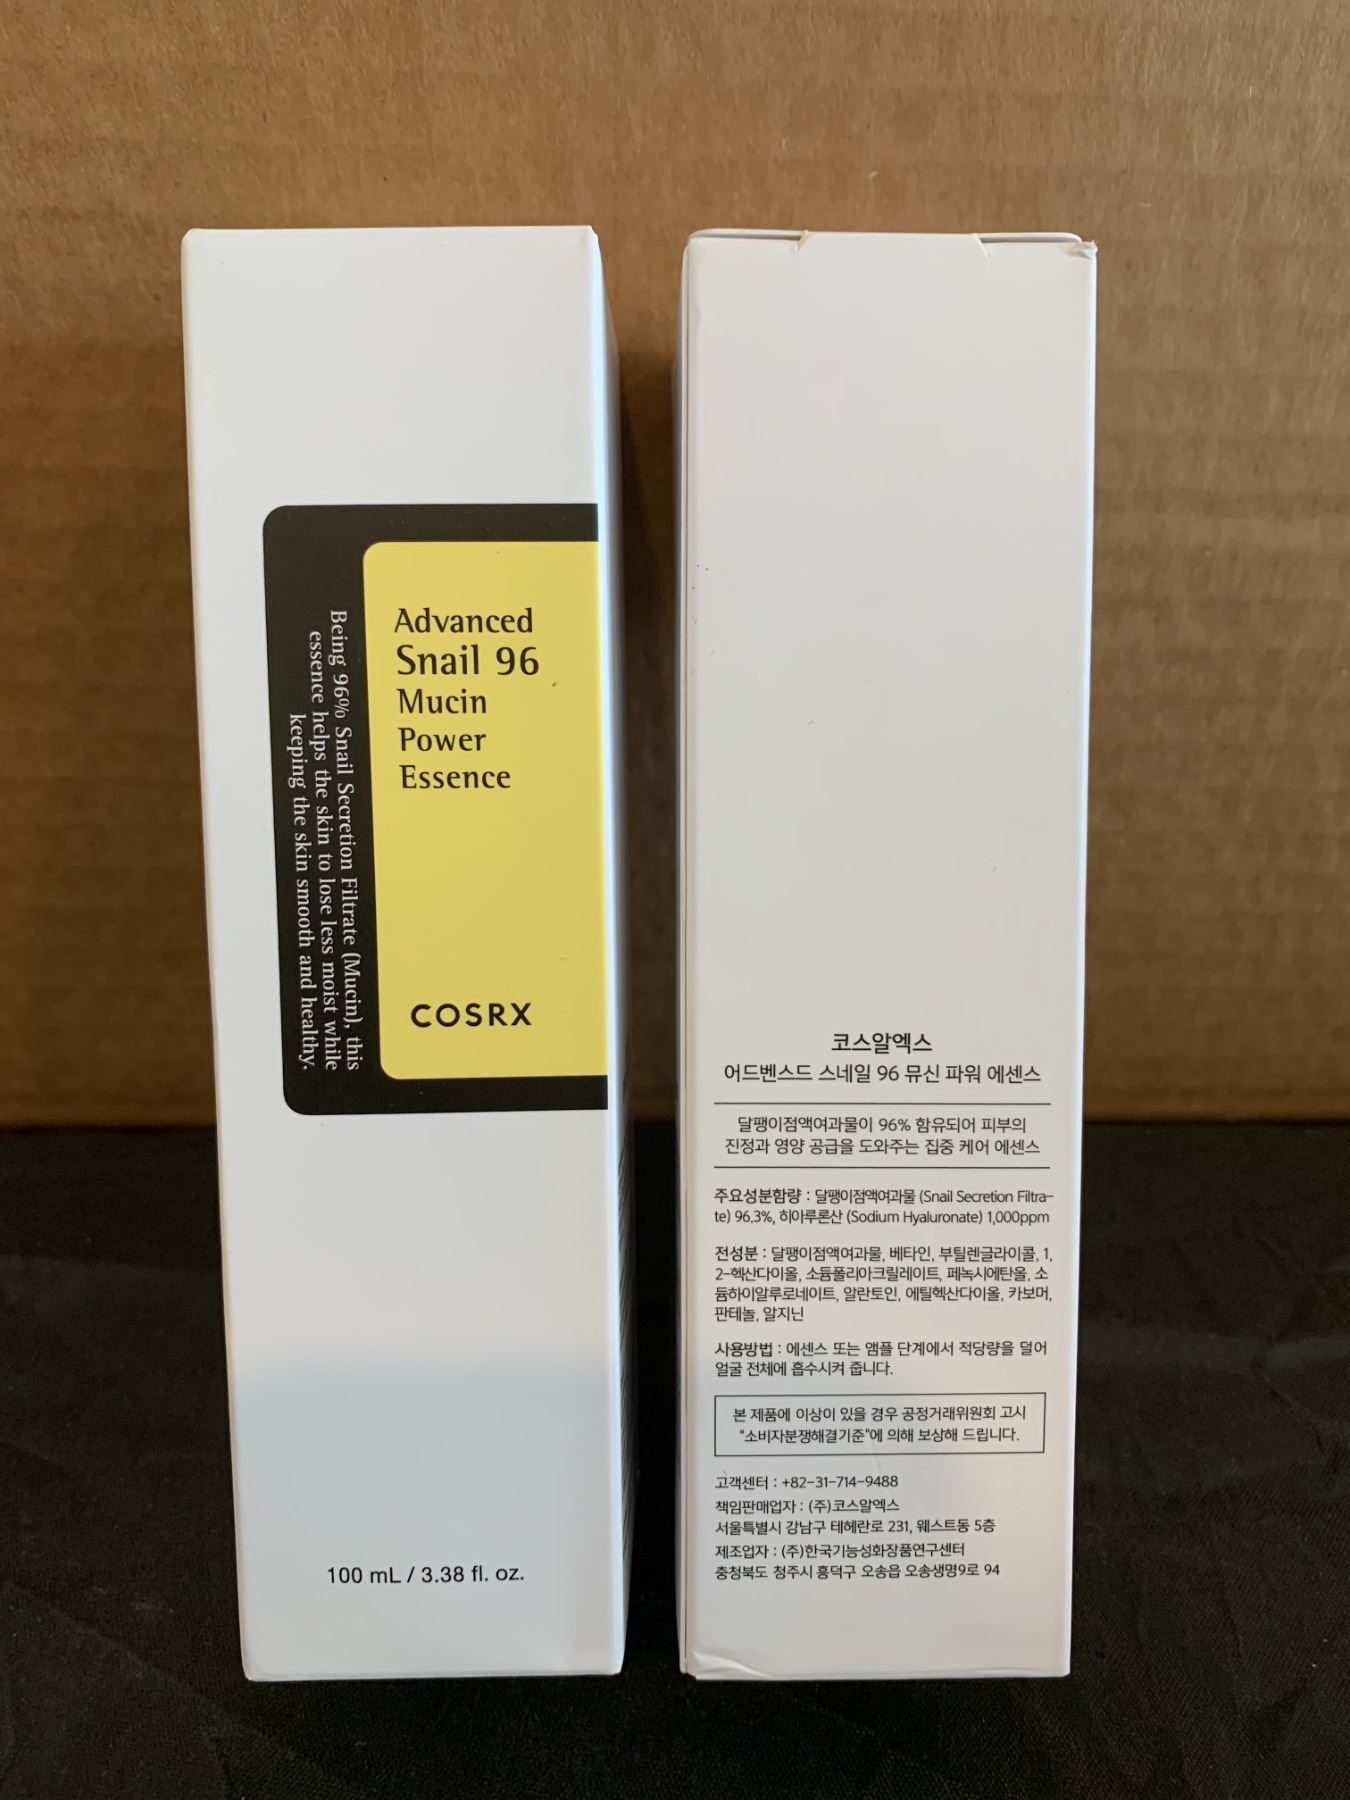 Advanced
Snail 96
Mucin
Power
Essence
COSRX
Being 96% Snail Secretion Filtrate (Mucin), this
essence helps the skin to lose less moist while
keeping the skin smooth and healthy.
100 mL / 3.38 fl. oz.
코스알엑스
어드벤스드 스네일 96 뮤신 파워 에센스
달팽이점액여과물이 96% 함유되어 피부의
진정과 영양 공급을 도와주는 집중 케어 에센스
주요성분함량 : 달팽이점액여과물 (Snail Secretion Filtra-
te) 96.3%, 히아루론산 (Sodium Hyaluronate) 1,000ppm
전성분 : 달팽이점액여과물, 베타인, 부틸렌글라이콜, 1,
2-헥산다이올, 소듐폴리아크릴레이트, 페녹시에탄올, 소
듐하이알루로네이트, 알란토인, 에틸헥산다이올, 카보머,
판테놀, 알지닌
사용방법 : 에센스 또는 앰플 단계에서 적당량을 덜어
얼굴 전체에 흡수시켜 줍니다.
본 제품에 이상이 있을 경우 공정거래위원회 고시
"소비자분쟁해결기준"에 의해 보상해 드립니다.
고객센터 : +82-31-714-9488
책임판매업자 : (주)코스알엑스
서울특별시 강남구 테헤란로 231, 웨스트동 5층
제조업자 : (주)한국기능성화장품연구센터
충청북도 청주시 흥덕구 오송읍 오송생명9로 94